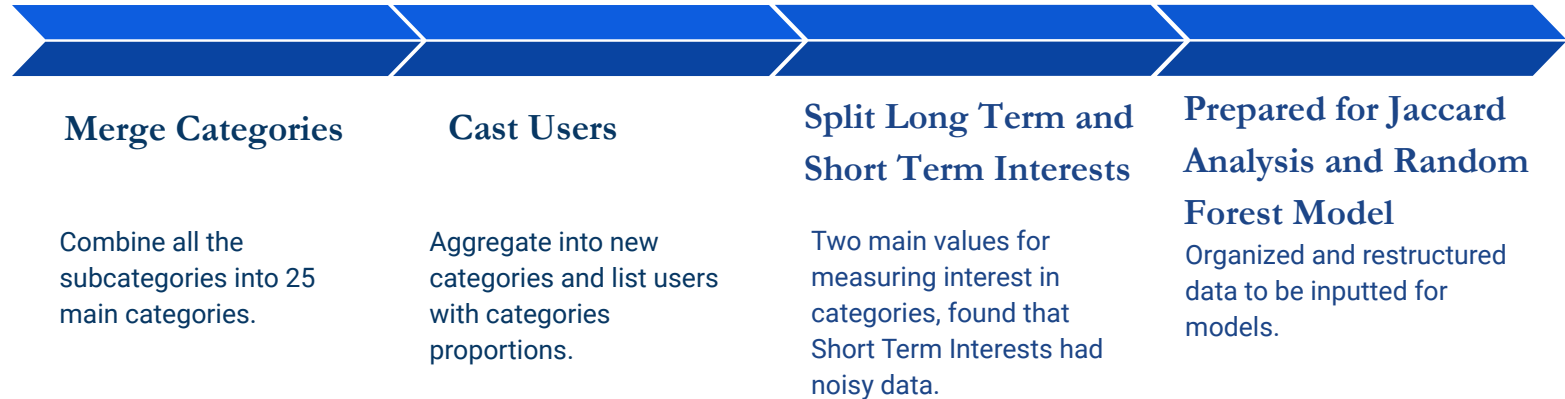 Merge Categories
Combine all the
subcategories into 25
main categories.
Cast Users
Aggregate into new
categories and list users
with categories
proportions.
Split Long Term and
Short Term Interests
Two main values for
measuring interest in
categories, found that
Short Term Interests had
noisy data.
Prepared for Jaccard
Analysis and Random
Forest Model
Organized and restructured
data to be inputted for
models.